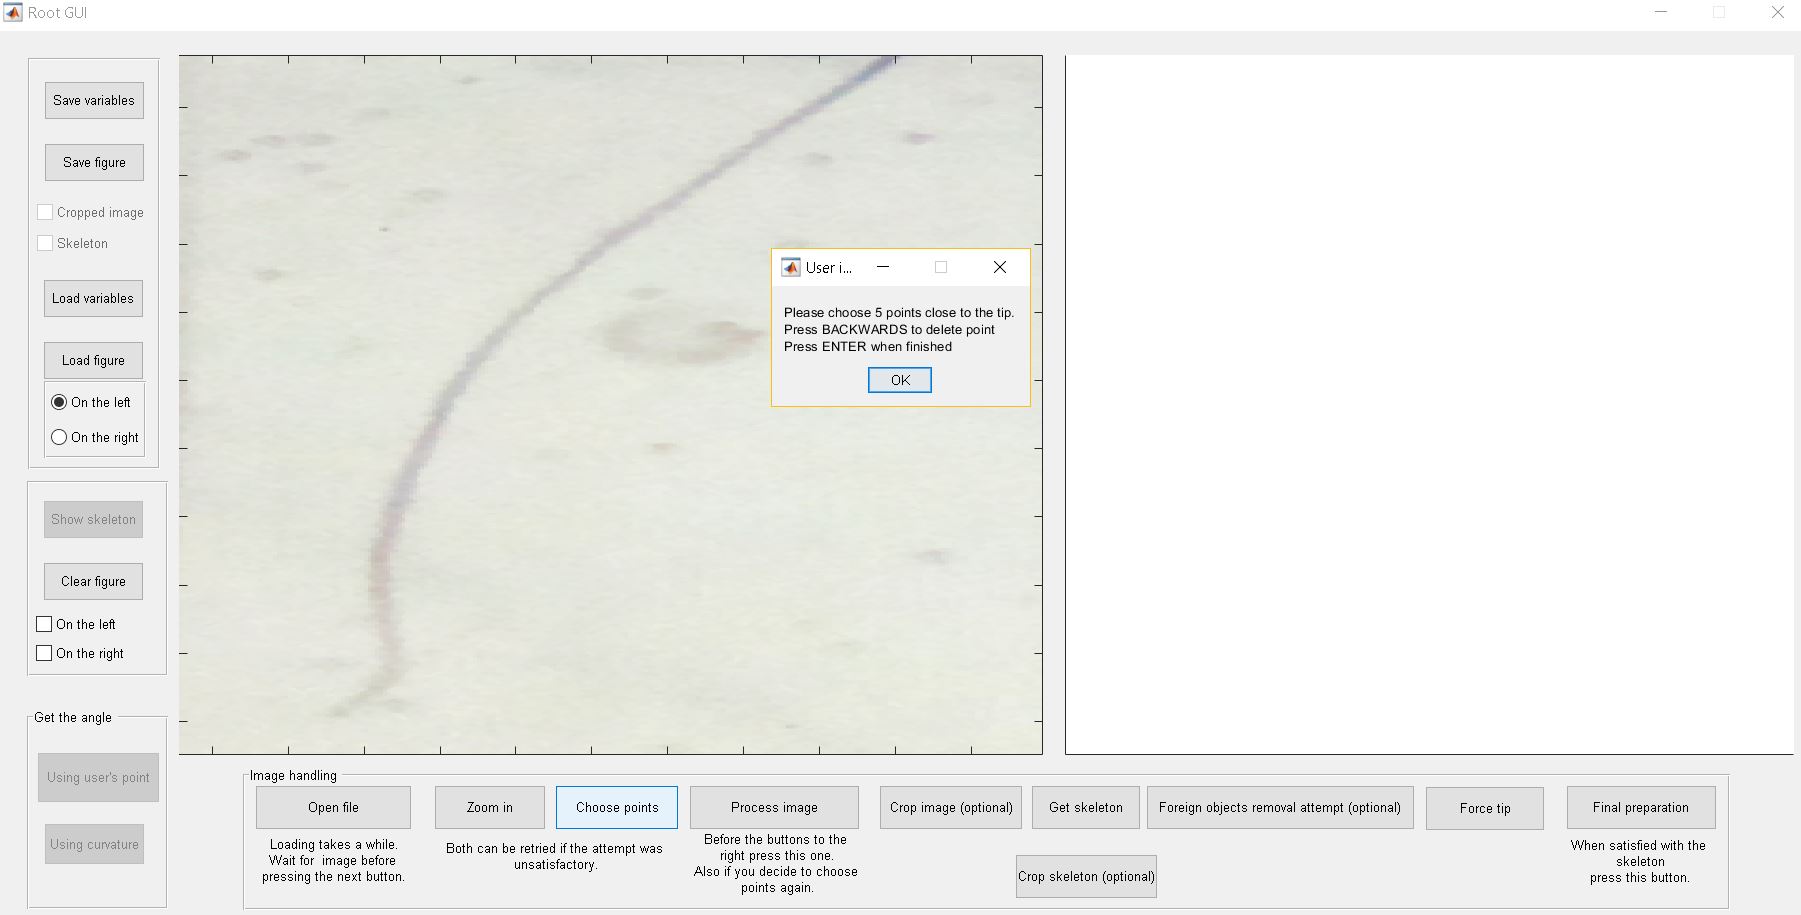 Root GUI
Save variables
Save figure
Cropped image
Skeleton
Load variables
Load figure
On the left
On the right
Show skeleton
Clear figure
On the left
On the right
Get the angle
Using user's point
Using curvature
User i...
Please choose 5 points close to the tip.
Press BACKWARDS to delete point
Press ENTER when finished
OK
Image handling
Open file
Loading takes a while.
Wait for image before
pressing the next button.
Zoom in
Choose points
Both can be retried if the attempt was
unsatisfactory.
Process image
Before the buttons to the
right press this one.
Also if you decide to choose
points again.
Crop image (optional)
Get skeleton
Foreign objects removal attempt (optional)
Crop skeleton (optional)
Force tip
Final preparation
When satisfied with the
skeleton
press this button.